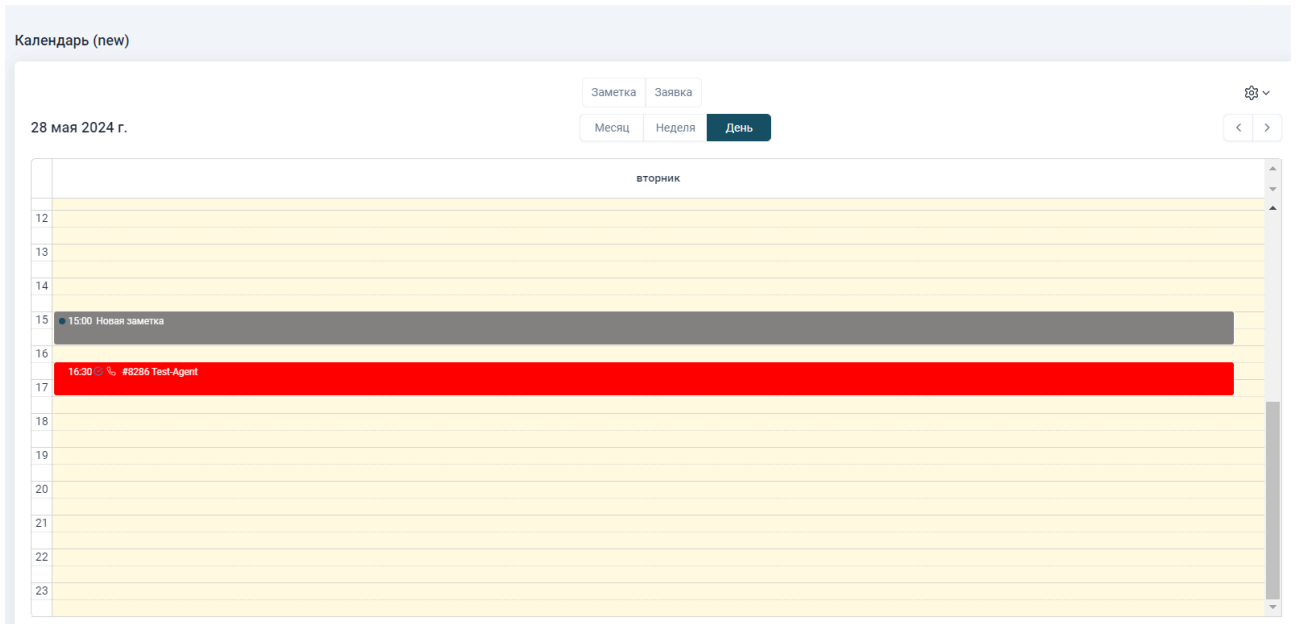 Календарь (new)
Заметка Заявка
28 мая 2024 г.
Месяц Неделя День
вторник
12
13
14
15
15:00 Новая заметка
16
16:30 #8286 Test-Agent
17
18
19
20
21
22
23